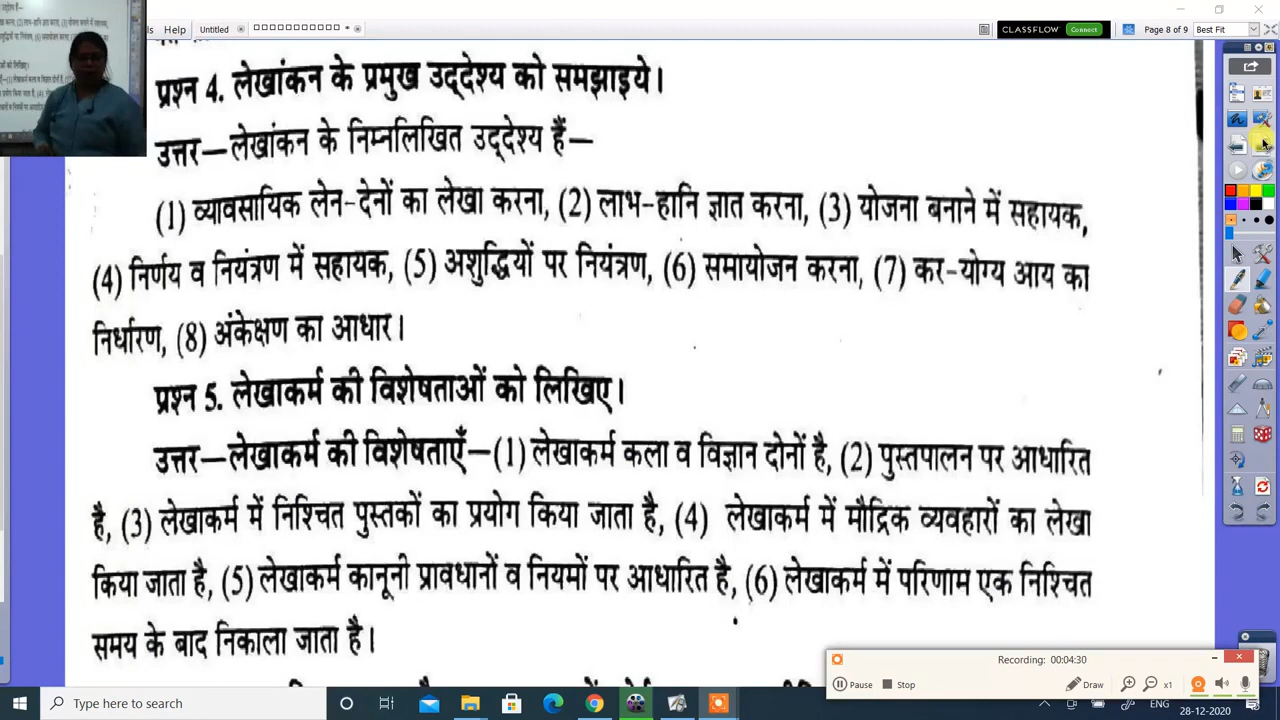 ls Help Untitled CLASSFLOW Connect Page 8 of 9 Best Fit
प्रश्न 4. लेखांकन के प्रमुख उद्देश्य को समझाइये।
उत्तर—लेखांकन के निम्नलिखित उद्देश्य हैं—
(1) व्यावसायिक लेन-देनों का लेखा करना, (2) लाभ-हानि ज्ञात करना, (3) योजना बनाने में सहायक,
(4) निर्णय व नियंत्रण में सहायक, (5) अशुद्धियों पर नियंत्रण, (6) समायोजन करना, (7) कर-योग्य आय का
निर्धारण, (8) अंकेक्षण का आधार।
प्रश्न 5. लेखाकर्म की विशेषताओं को लिखिए।
उत्तर—लेखाकर्म की विशेषताएँ—(1) लेखाकर्म कला व विज्ञान दोनों है, (2) पुस्तपालन पर आधारित
है, (3) लेखाकर्म में निश्चित पुस्तकों का प्रयोग किया जाता है, (4) लेखाकर्म में मौद्रिक व्यवहारों का लेखा
किया जाता है, (5) लेखाकर्म कानूनी प्रावधानों व नियमों पर आधारित है, (6) लेखाकर्म में परिणाम एक निश्चित
समय के बाद निकाला जाता है।
Recording: 00:04:30
Pause Stop Draw x1
Type here to search ENG 12:53
28-12-2020